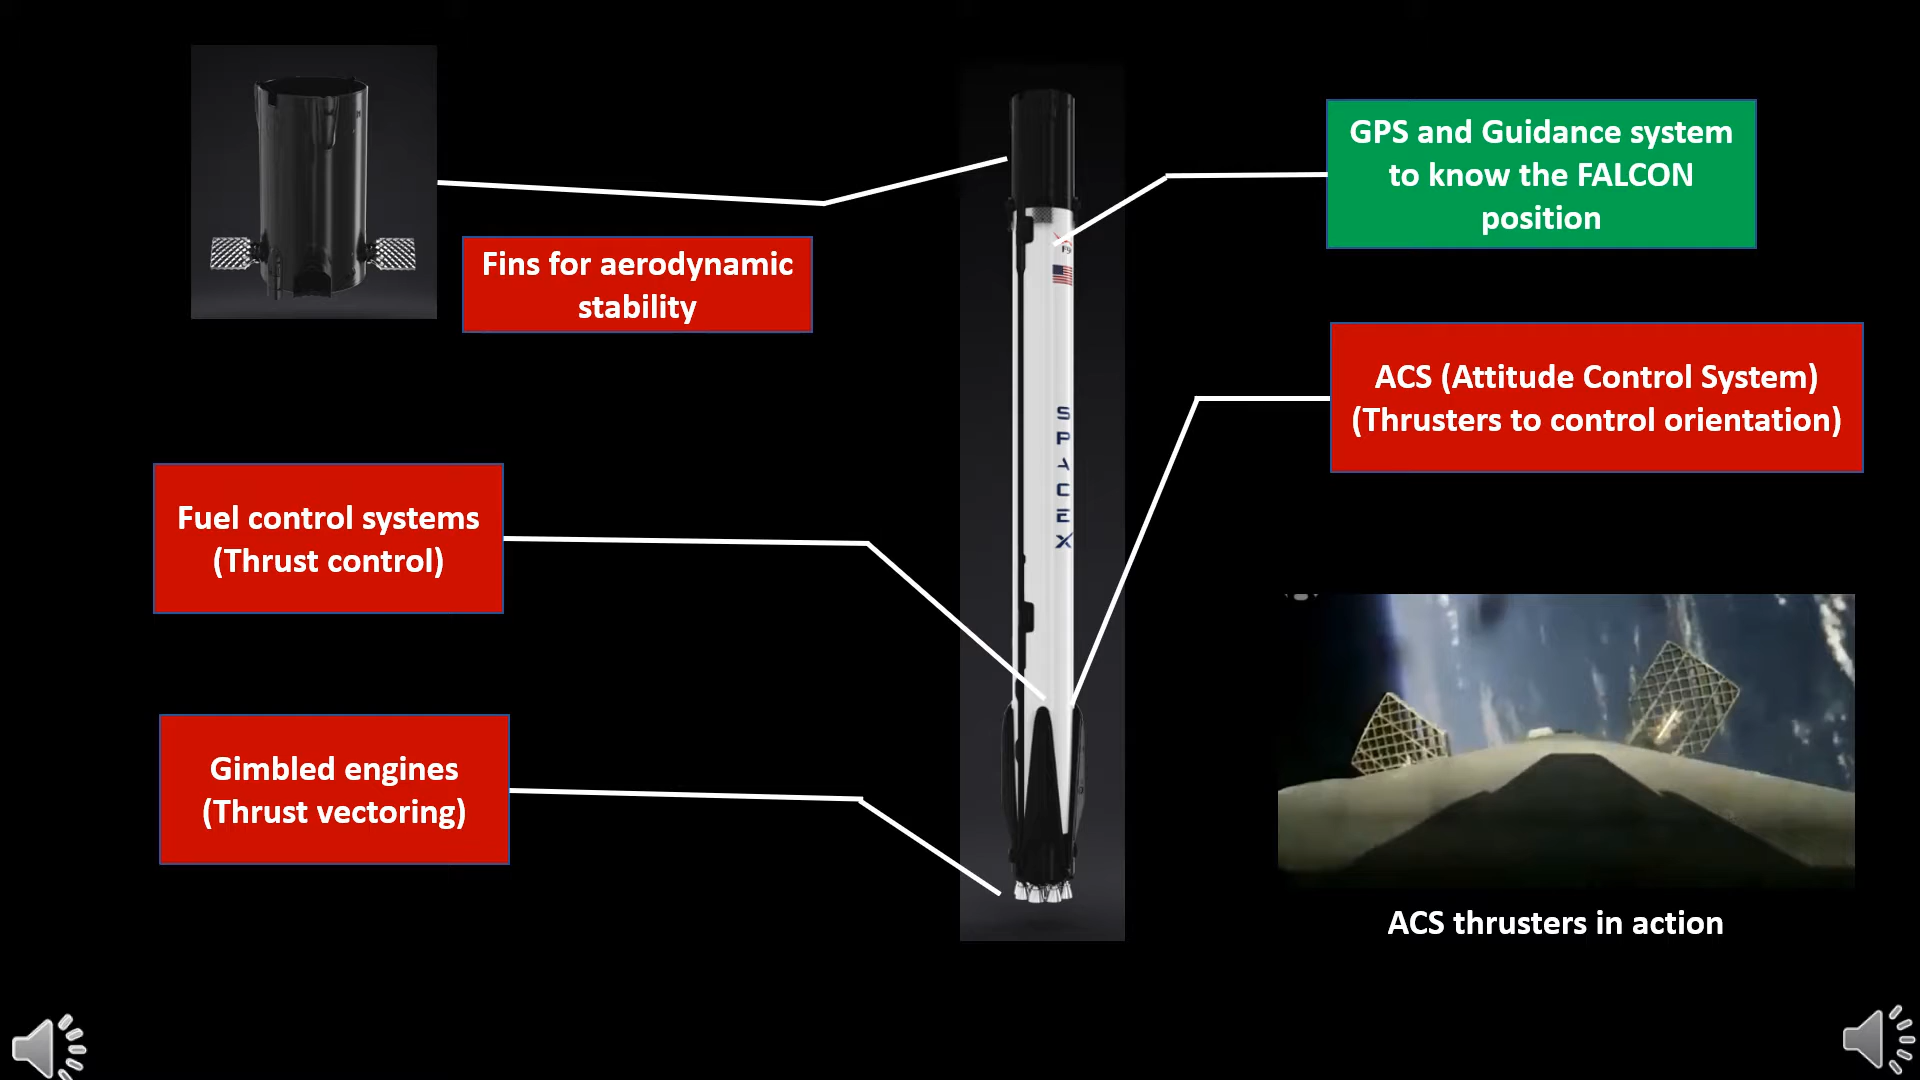 GPS and Guidance system
to know the FALCON
position
Fins for aerodynamic
stability
ACS (Attitude Control System)
(Thrusters to control orientation)
SPACEX
Fuel control systems
(Thrust control)
Gimbled engines
(Thrust vectoring)
ACS thrusters in action